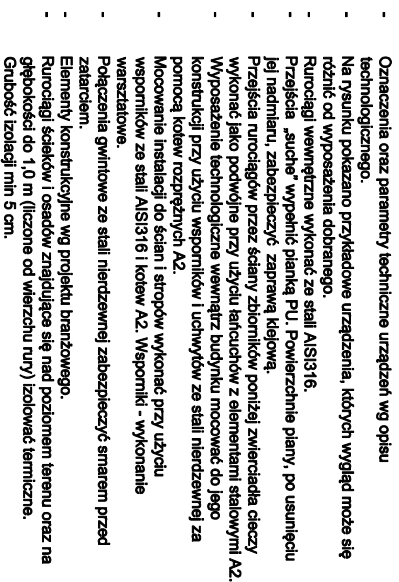 - Oznaczenia oraz parametry techniczne urządzeń wg opisu
technologicznego.
- Na rysunku pokazano przykładowe urządzenia, których wygląd może się
różnić od wyposażenia dobranego.
- Rurociągi wewnętrzne wykonać ze stali AISI316.
- Przejścia „suche" wypełnić pianką PU. Powierzchnię piany, po usunięciu
jej nadmiaru, zabezpieczyć zaprawą klejową.
- Przejścia rurociągów przez ściany zbiorników poniżej zwierciadła cieczy
wykonać jako podwójne przy użyciu łańcuchów z elementami stalowymi A2.
- Wyposażenie technologiczne wewnątrz budynku mocować do jego
konstrukcji przy użyciu wsporników i uchwytów ze stali nierdzewnej za
pomocą kotew rozprężnych A2.
- Mocowanie instalacji do ścian i stropów wykonać przy użyciu
wsporników ze stali AISI316 i kotew A2. Wsporniki - wykonanie
warsztatowe.
- Połączenia gwintowe ze stali nierdzewnej zabezpieczyć smarem przed
zatarciem.
- Elementy konstrukcyjne wg projektu branżowego.
- Rurociągi ścieków i osadów znajdujące się nad poziomem terenu oraz na
głębokości do 1,0 m (liczone od wierzchu rury) izolować termicznie.
Grubość izolacji min 5 cm.